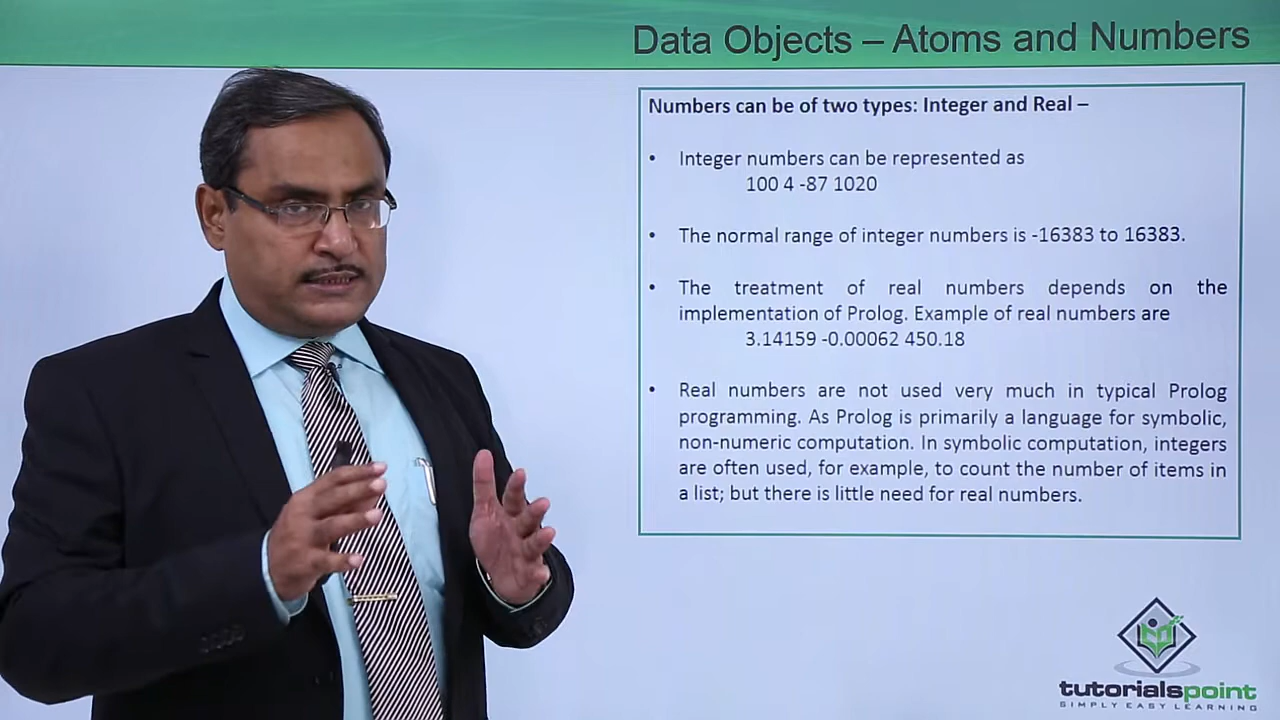 Data Objects – Atoms and Numbers
Numbers can be of two types: Integer and Real –
• Integer numbers can be represented as
100 4 -87 1020
• The normal range of integer numbers is -16383 to 16383.
• The treatment of real numbers depends on the
implementation of Prolog. Example of real numbers are
3.14159 -0.00062 450.18
• Real numbers are not used very much in typical Prolog
programming. As Prolog is primarily a language for symbolic,
non-numeric computation. In symbolic computation, integers
are often used, for example, to count the number of items in
a list; but there is little need for real numbers.
tutorialspoint
SIMPLY EASY LEARNING